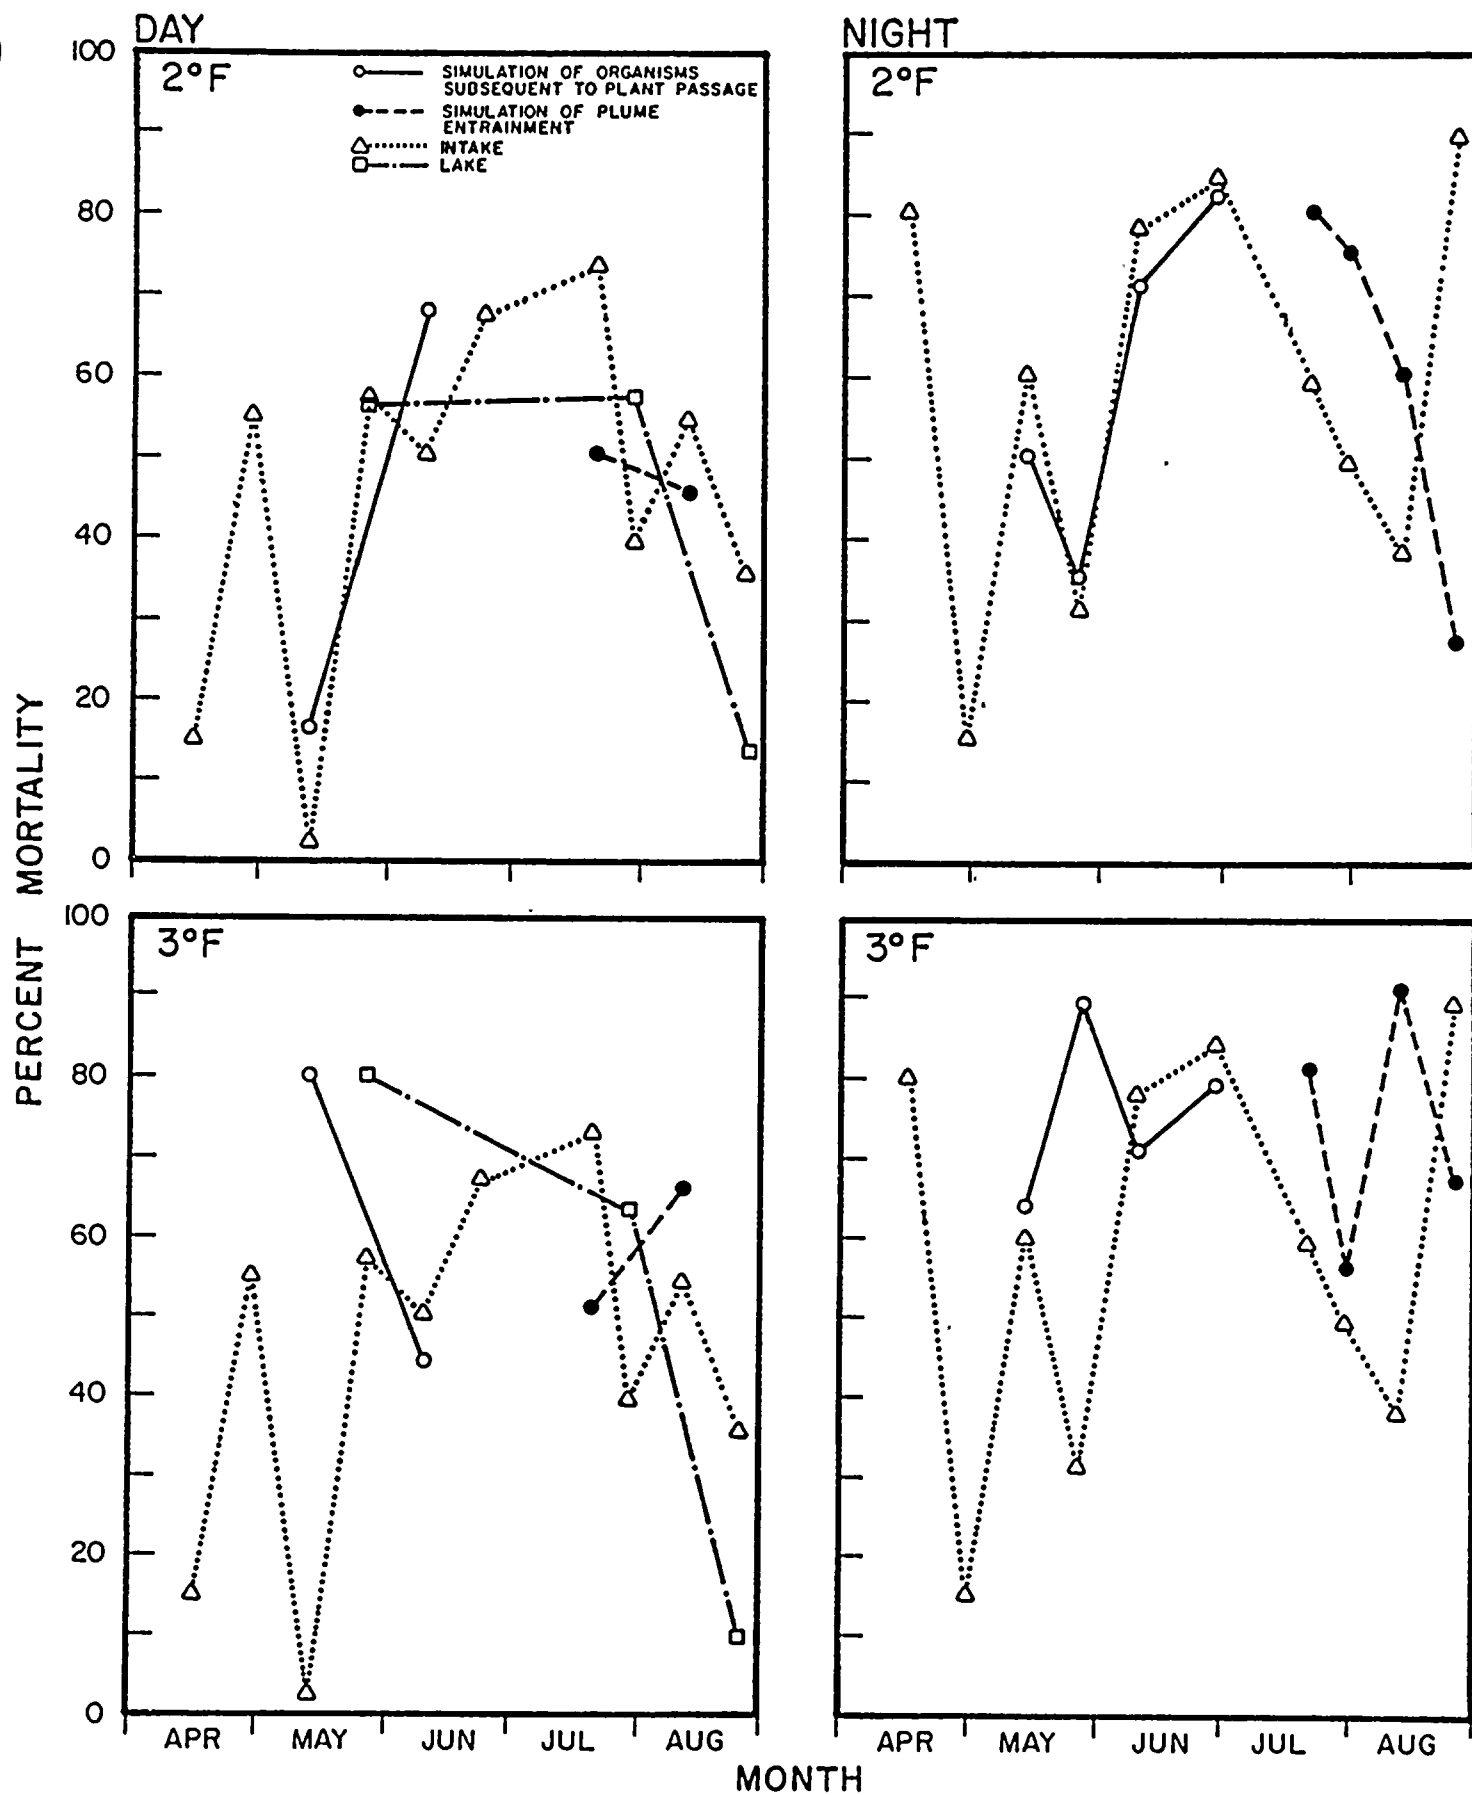 DAY
NIGHT
100
2°F
SIMULATION OF ORGANISMS
SUBSEQUENT TO PLANT PASSAGE
SIMULATION OF PLUME
ENTRAINMENT
INTAKE
LAKE
2°F
80
60
40
20
0
PERCENT MORTALITY
100
3°F
3°F
80
60
40
20
0
APR MAY JUN JUL AUG
APR MAY JUN JUL AUG
MONTH